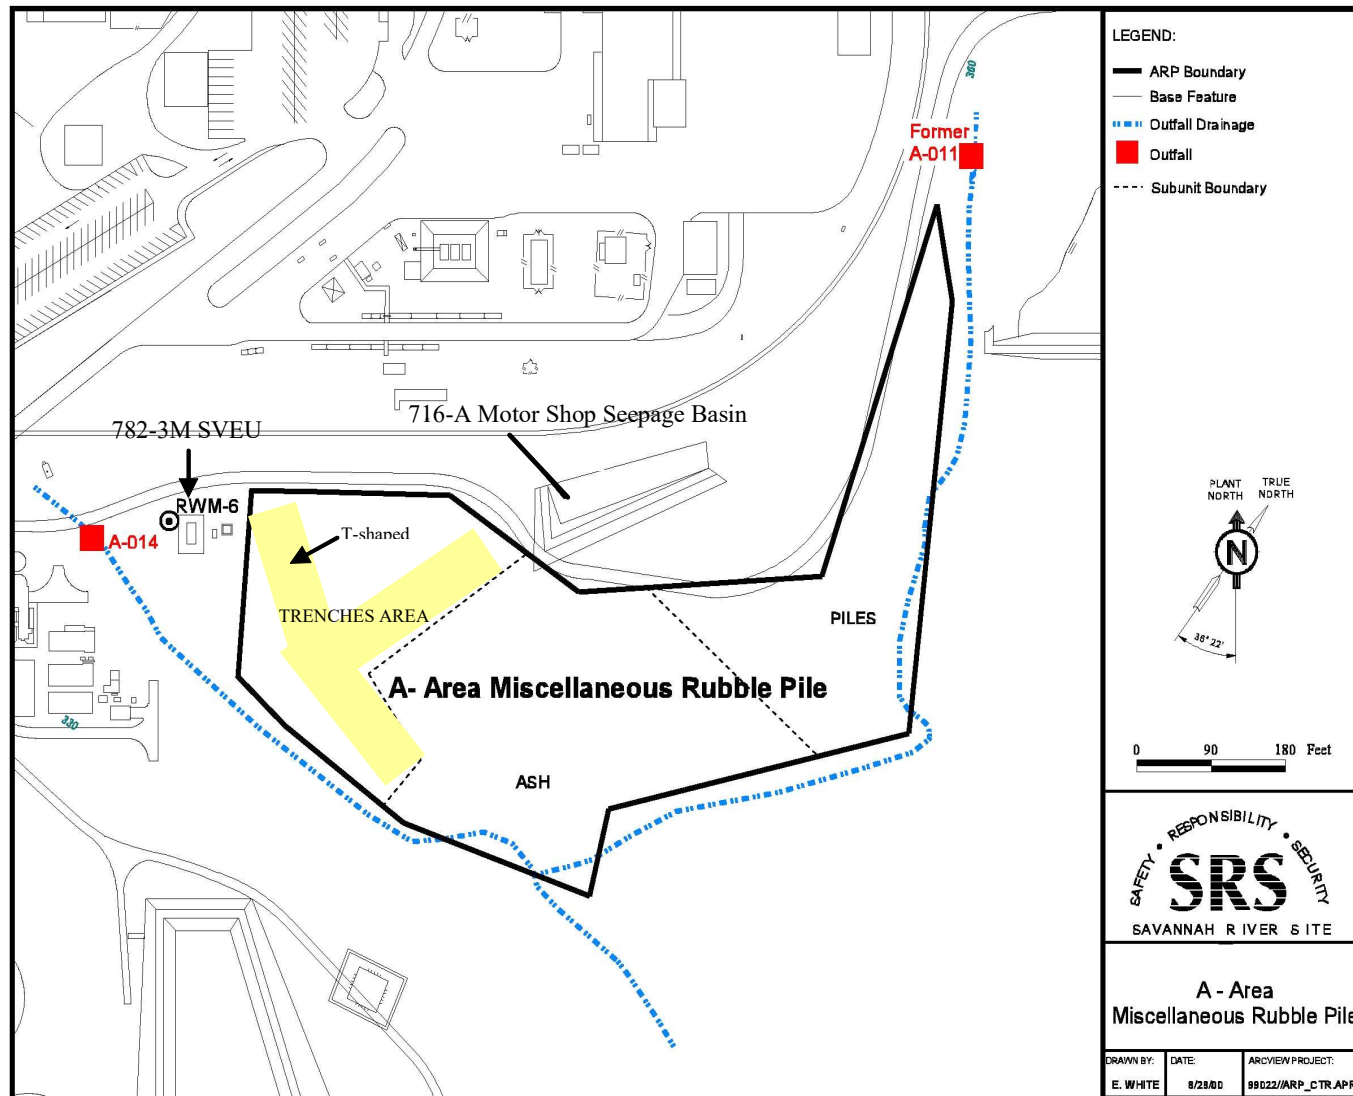 LEGEND:
ARP Boundary
Base Feature
Outfall Drainage
Outfall
Subunit Boundary
360
Former
A-011
716-A Motor Shop Seepage Basin
782-3M SVEU
RWM-6
A-014
T-shaped
TRENCHES AREA
PILES
A- Area Miscellaneous Rubble Pile
ASH
330
PLANT NORTH
TRUE NORTH
N
36° 22'
0 90 180 Feet
SAFETY • RESPONSIBILITY • SECURITY
SRS
SAVANNAH RIVER SITE
A - Area
Miscellaneous Rubble Pile
DRAWN BY: DATE: ARCVIEW PROJECT:
E. WHITE 8/28/00 99022//ARP_CTR.APR